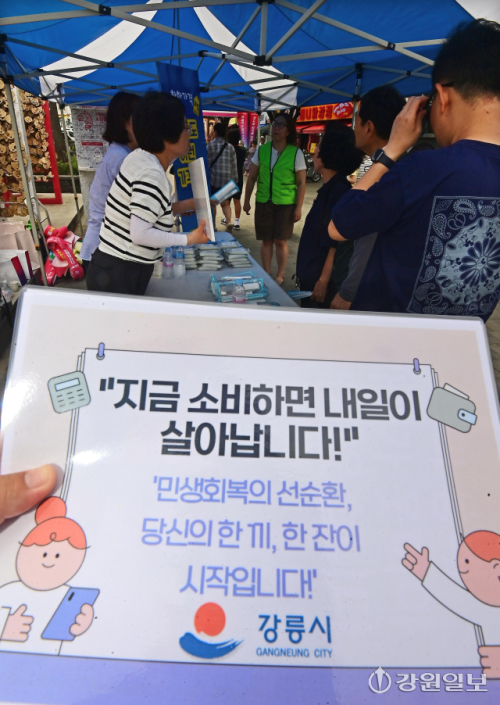 "지금 소비하면 내일이
살아납니다!"
'민생회복의 선순환,
당신의 한 끼, 한 잔이
시작입니다!'
강릉시
GANGNEUNG CITY
강원일보